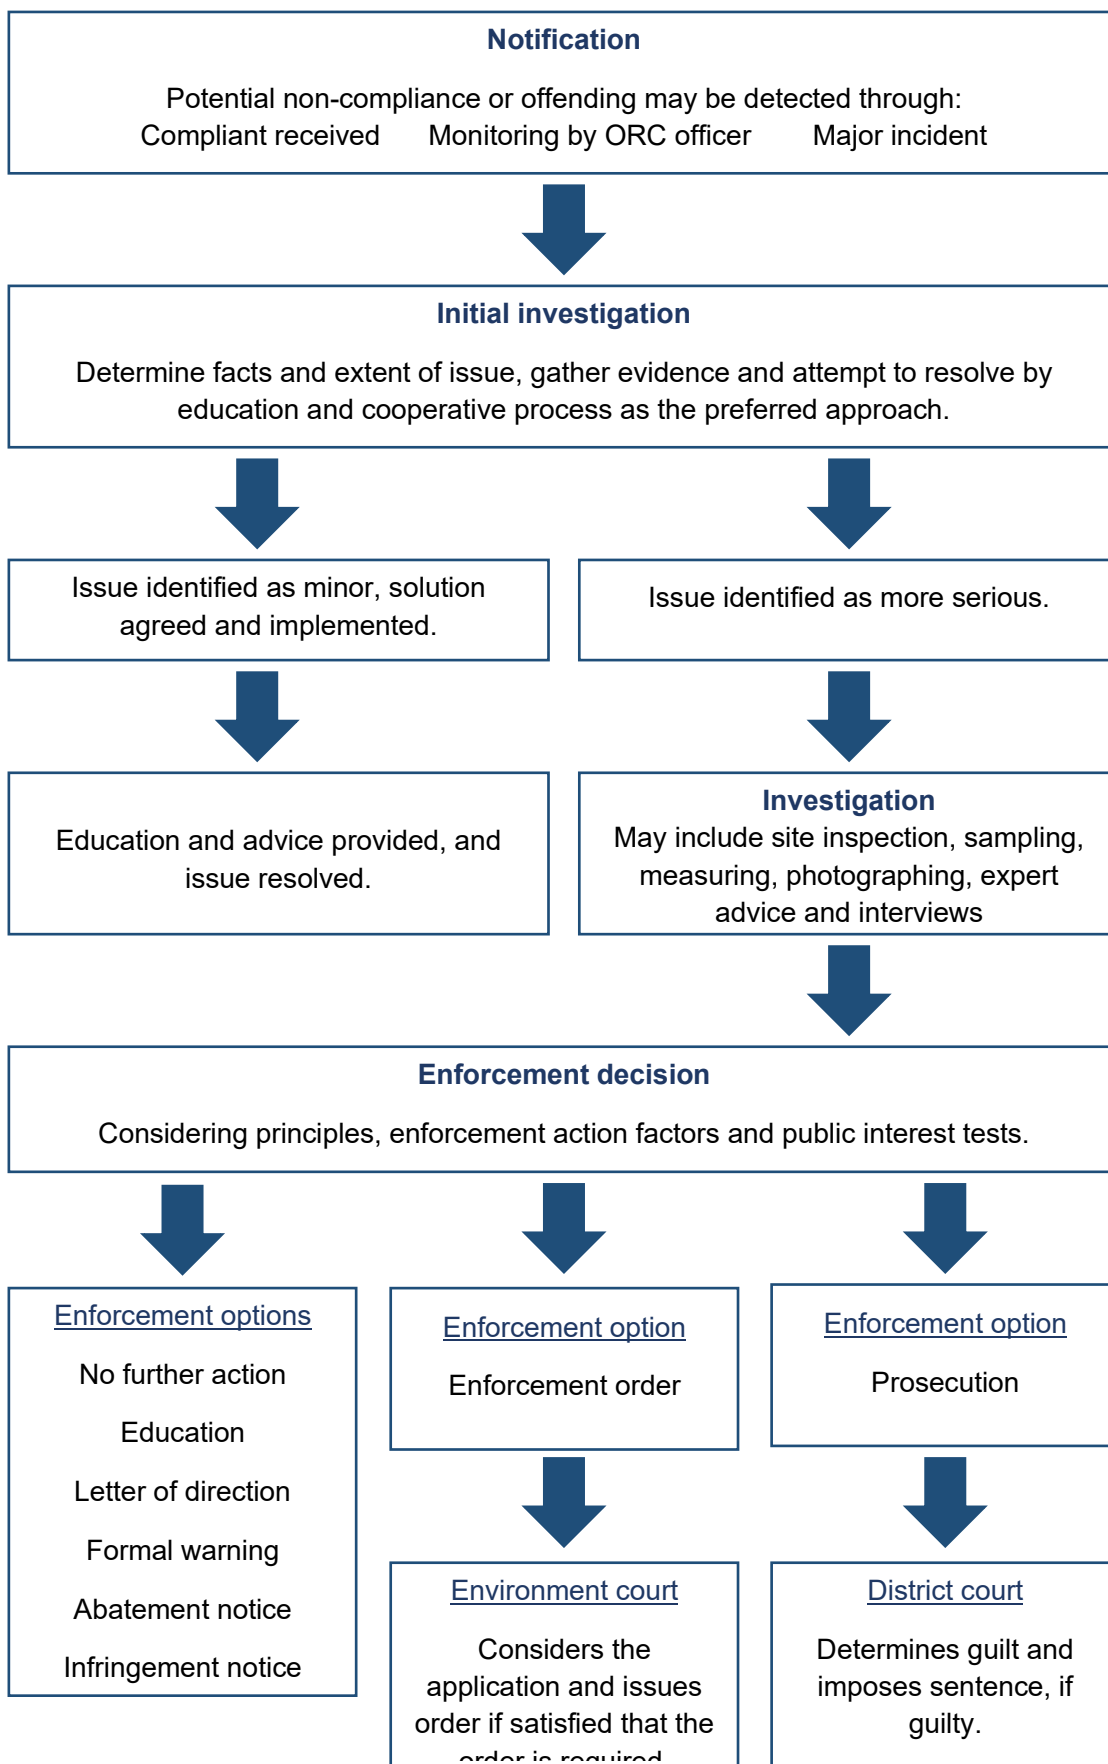 Notification
Potential non-compliance or offending may be detected through:
Compliant received Monitoring by ORC officer Major incident
Initial investigation
Determine facts and extent of issue, gather evidence and attempt to resolve by
education and cooperative process as the preferred approach.
Issue identified as minor, solution
agreed and implemented.
Issue identified as more serious.
Education and advice provided, and
issue resolved.
Investigation
May include site inspection, sampling,
measuring, photographing, expert
advice and interviews
Enforcement decision
Considering principles, enforcement action factors and public interest tests.
Enforcement options
No further action
Education
Letter of direction
Formal warning
Abatement notice
Infringement notice
Enforcement option
Enforcement order
Enforcement option
Prosecution
Environment court
Considers the
application and issues
order if satisfied that the
order is required
District court
Determines guilt and
imposes sentence, if
guilty.